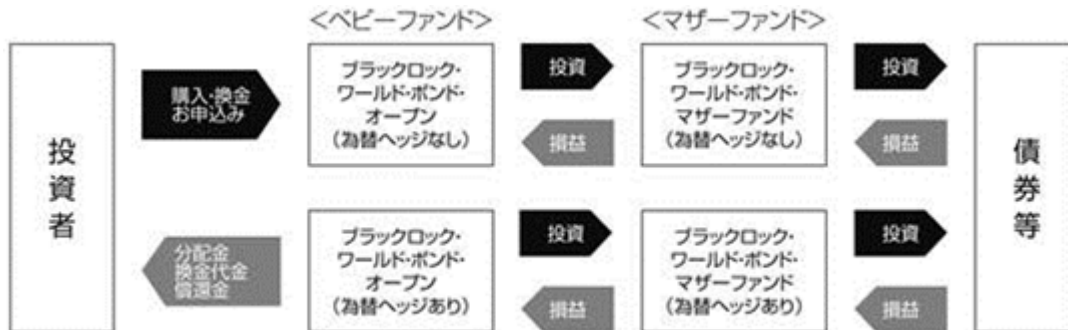 ＜ベビーファンド＞
＜マザーファンド＞
投資者
購入・換金
お申込み
ブラックロック・
ワールド・ボンド・
オープン
（為替ヘッジなし）
投資
損益
ブラックロック・
ワールド・ボンド・
マザーファンド
（為替ヘッジなし）
投資
損益
債券等
分配金
換金代金
償還金
ブラックロック・
ワールド・ボンド・
オープン
（為替ヘッジあり）
投資
損益
ブラックロック・
ワールド・ボンド・
マザーファンド
（為替ヘッジあり）
投資
損益